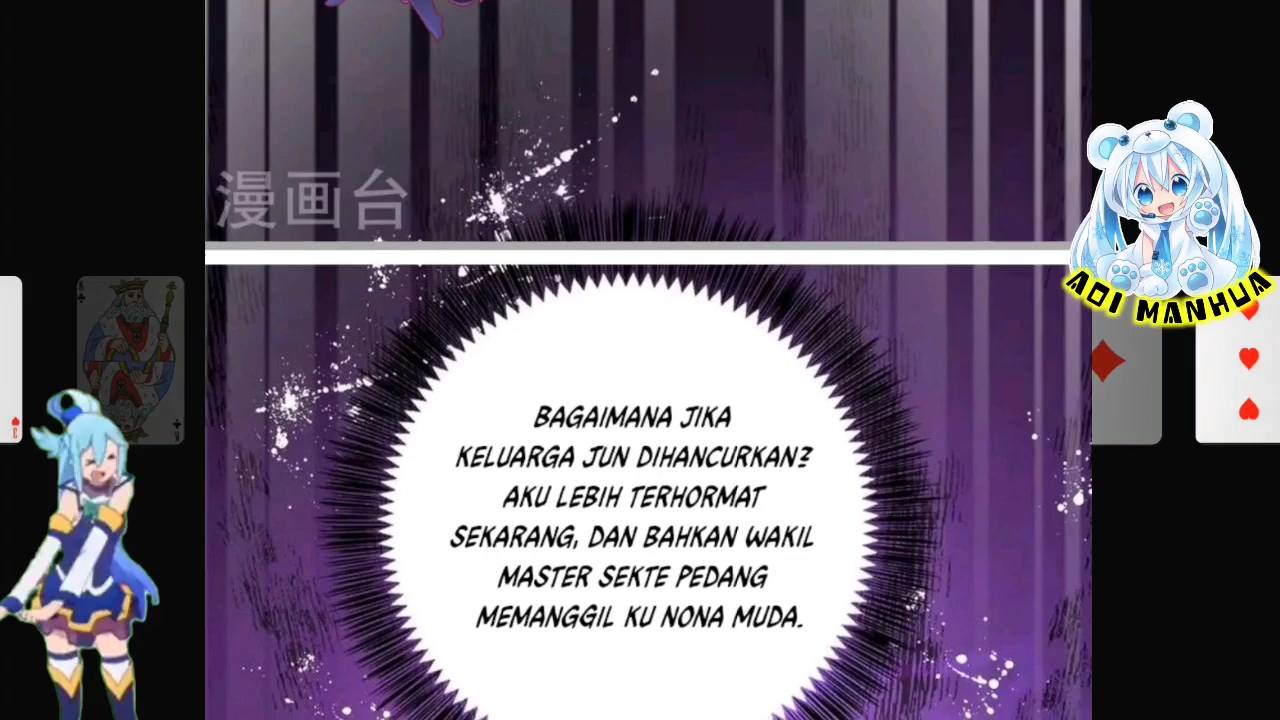 漫画台
AOI MANHUA
BAGAIMANA JIKA
KELUARGA JUN DIHANCURKAN?
AKU LEBIH TERHORMAT
SEKARANG, DAN BAHKAN WAKIL
MASTER SEKTE PEDANG
MEMANGGIL KU NONA MUDA.